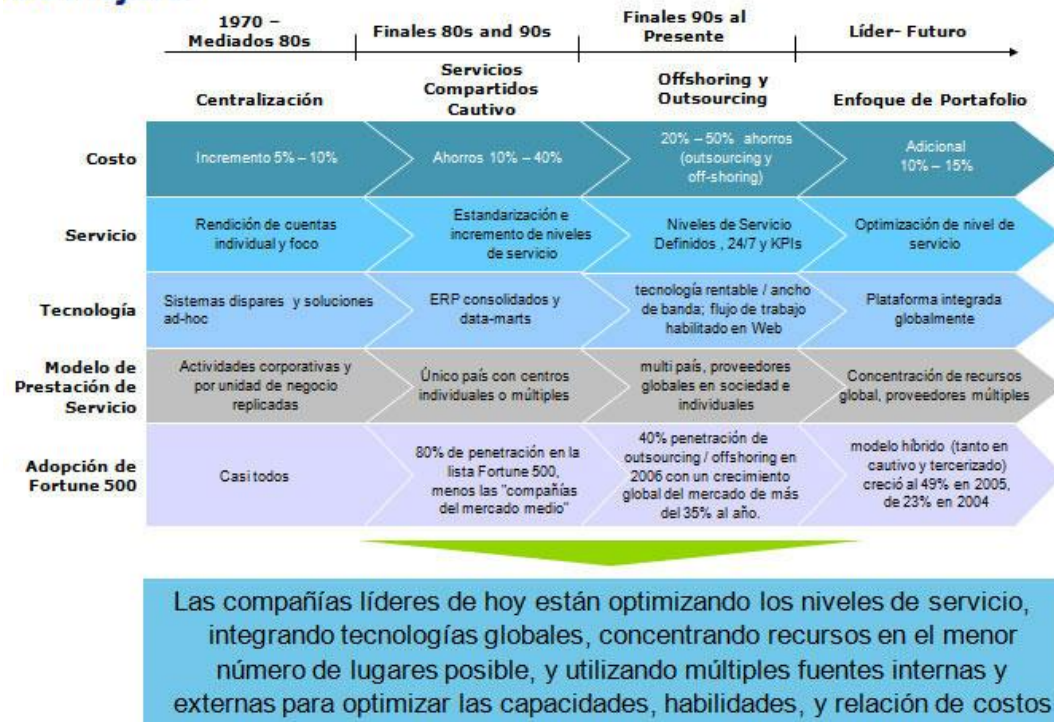 1970 –
Mediados 80s
Finales 80s and 90s
Finales 90s al
Presente
Líder- Futuro
Centralización
Servicios
Compartidos
Cautivo
Offshoring y
Outsourcing
Enfoque de Portafolio
Costo
Incremento 5% – 10%
Ahorros 10% – 40%
20% – 50% ahorros
(outsourcing y
off-shoring)
Adicional
10% – 15%
Servicio
Rendición de cuentas
individual y foco
Estandarización e
incremento de niveles
de servicio
Niveles de Servicio
Definidos , 24/7 y KPIs
Optimización de nivel de
servicio
Tecnología
Sistemas dispares y soluciones
ad-hoc
ERP consolidados y
data-marts
tecnología rentable / ancho
de banda; flujo de trabajo
habilitado en Web
Plataforma integrada
globalmente
Modelo de
Prestación de
Servicio
Actividades corporativas y
por unidad de negocio
replicadas
Único país con centros
individuales o múltiples
multi país, proveedores
globales en sociedad e
individuales
Concentración de recursos
global, proveedores múltiples
Adopción de
Fortune 500
Casi todos
80% de penetración en la
lista Fortune 500,
menos las "compañías
del mercado medio"
40% penetración de
outsourcing / offshoring en
2006 con un crecimiento
global del mercado de más
del 35% al año.
modelo híbrido (tanto en
cautivo y tercerizado)
creció al 49% en 2005,
de 23% en 2004
Las compañías líderes de hoy están optimizando los niveles de servicio,
integrando tecnologías globales, concentrando recursos en el menor
número de lugares posible, y utilizando múltiples fuentes internas y
externas para optimizar las capacidades, habilidades, y relación de costos